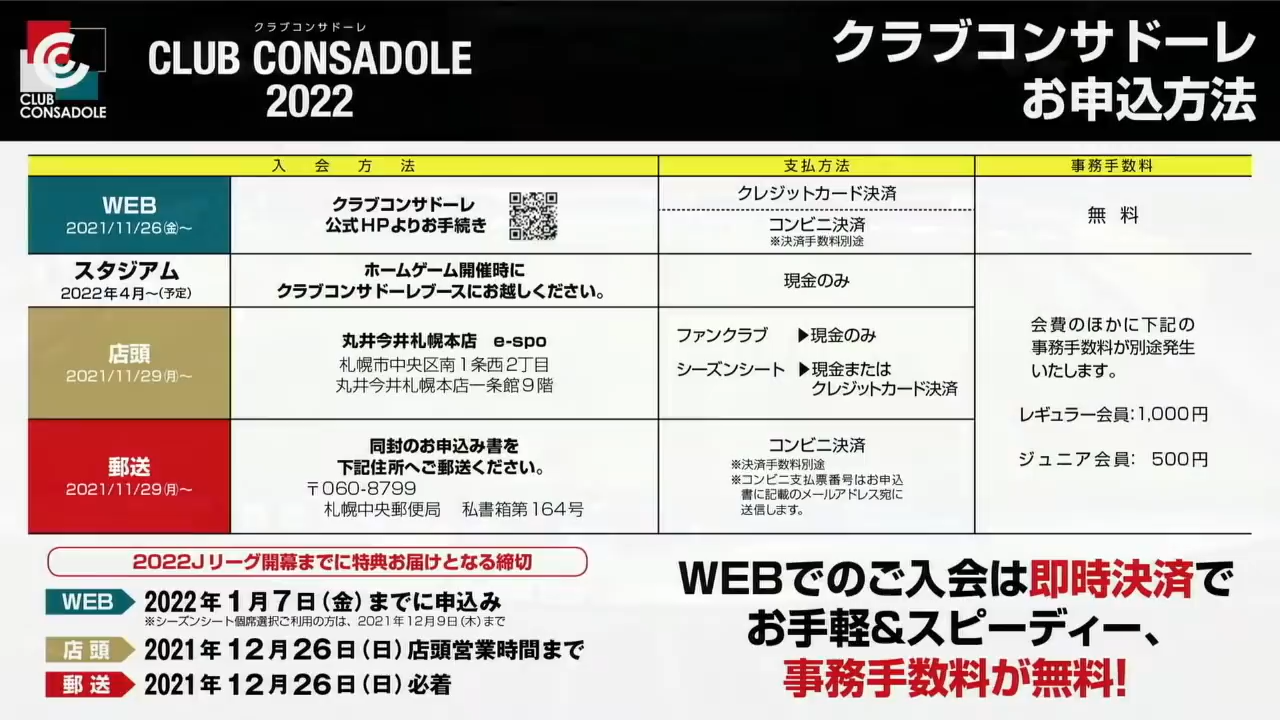 クラブコンサドーレ
CLUB CONSADOLE
2022
CLUB
CONSADOLE
クラブコンサドーレ
お申込方法
入会方法
支払方法
事務手数料
WEB
2021/11/26(金)～
クラブコンサドーレ
公式HPよりお手続き
クレジットカード決済
コンビニ決済
※決済手数料別途
無料
スタジアム
2022年4月～(予定)
ホームゲーム開催時に
クラブコンサドーレブースにお越しください。
現金のみ
店頭
2021/11/29(月)～
丸井今井札幌本店 e-spo
札幌市中央区南1条西2丁目
丸井今井札幌本店一条館9階
ファンクラブ ▶現金のみ
シーズンシート ▶現金または
クレジットカード決済
会費のほかに下記の
事務手数料が別途発生
いたします。
レギュラー会員:1,000円
ジュニア会員: 500円
郵送
2021/11/29(月)～
同封のお申込み書を
下記住所へご郵送ください。
〒060-8799
札幌中央郵便局 私書箱第164号
コンビニ決済
※決済手数料別途
※コンビニ支払票番号はお申込
書に記載のメールアドレス宛に
送信します。
2022Jリーグ開幕までに特典お届けとなる締切
WEB 2022年1月7日(金)までに申込み
※シーズンシート個席選択ご利用の方は、2021年12月9日(木)まで
店頭 2021年12月26日(日)店頭営業時間まで
郵送 2021年12月26日(日)必着
WEBでのご入会は即時決済で
お手軽&スピーディー、
事務手数料が無料!